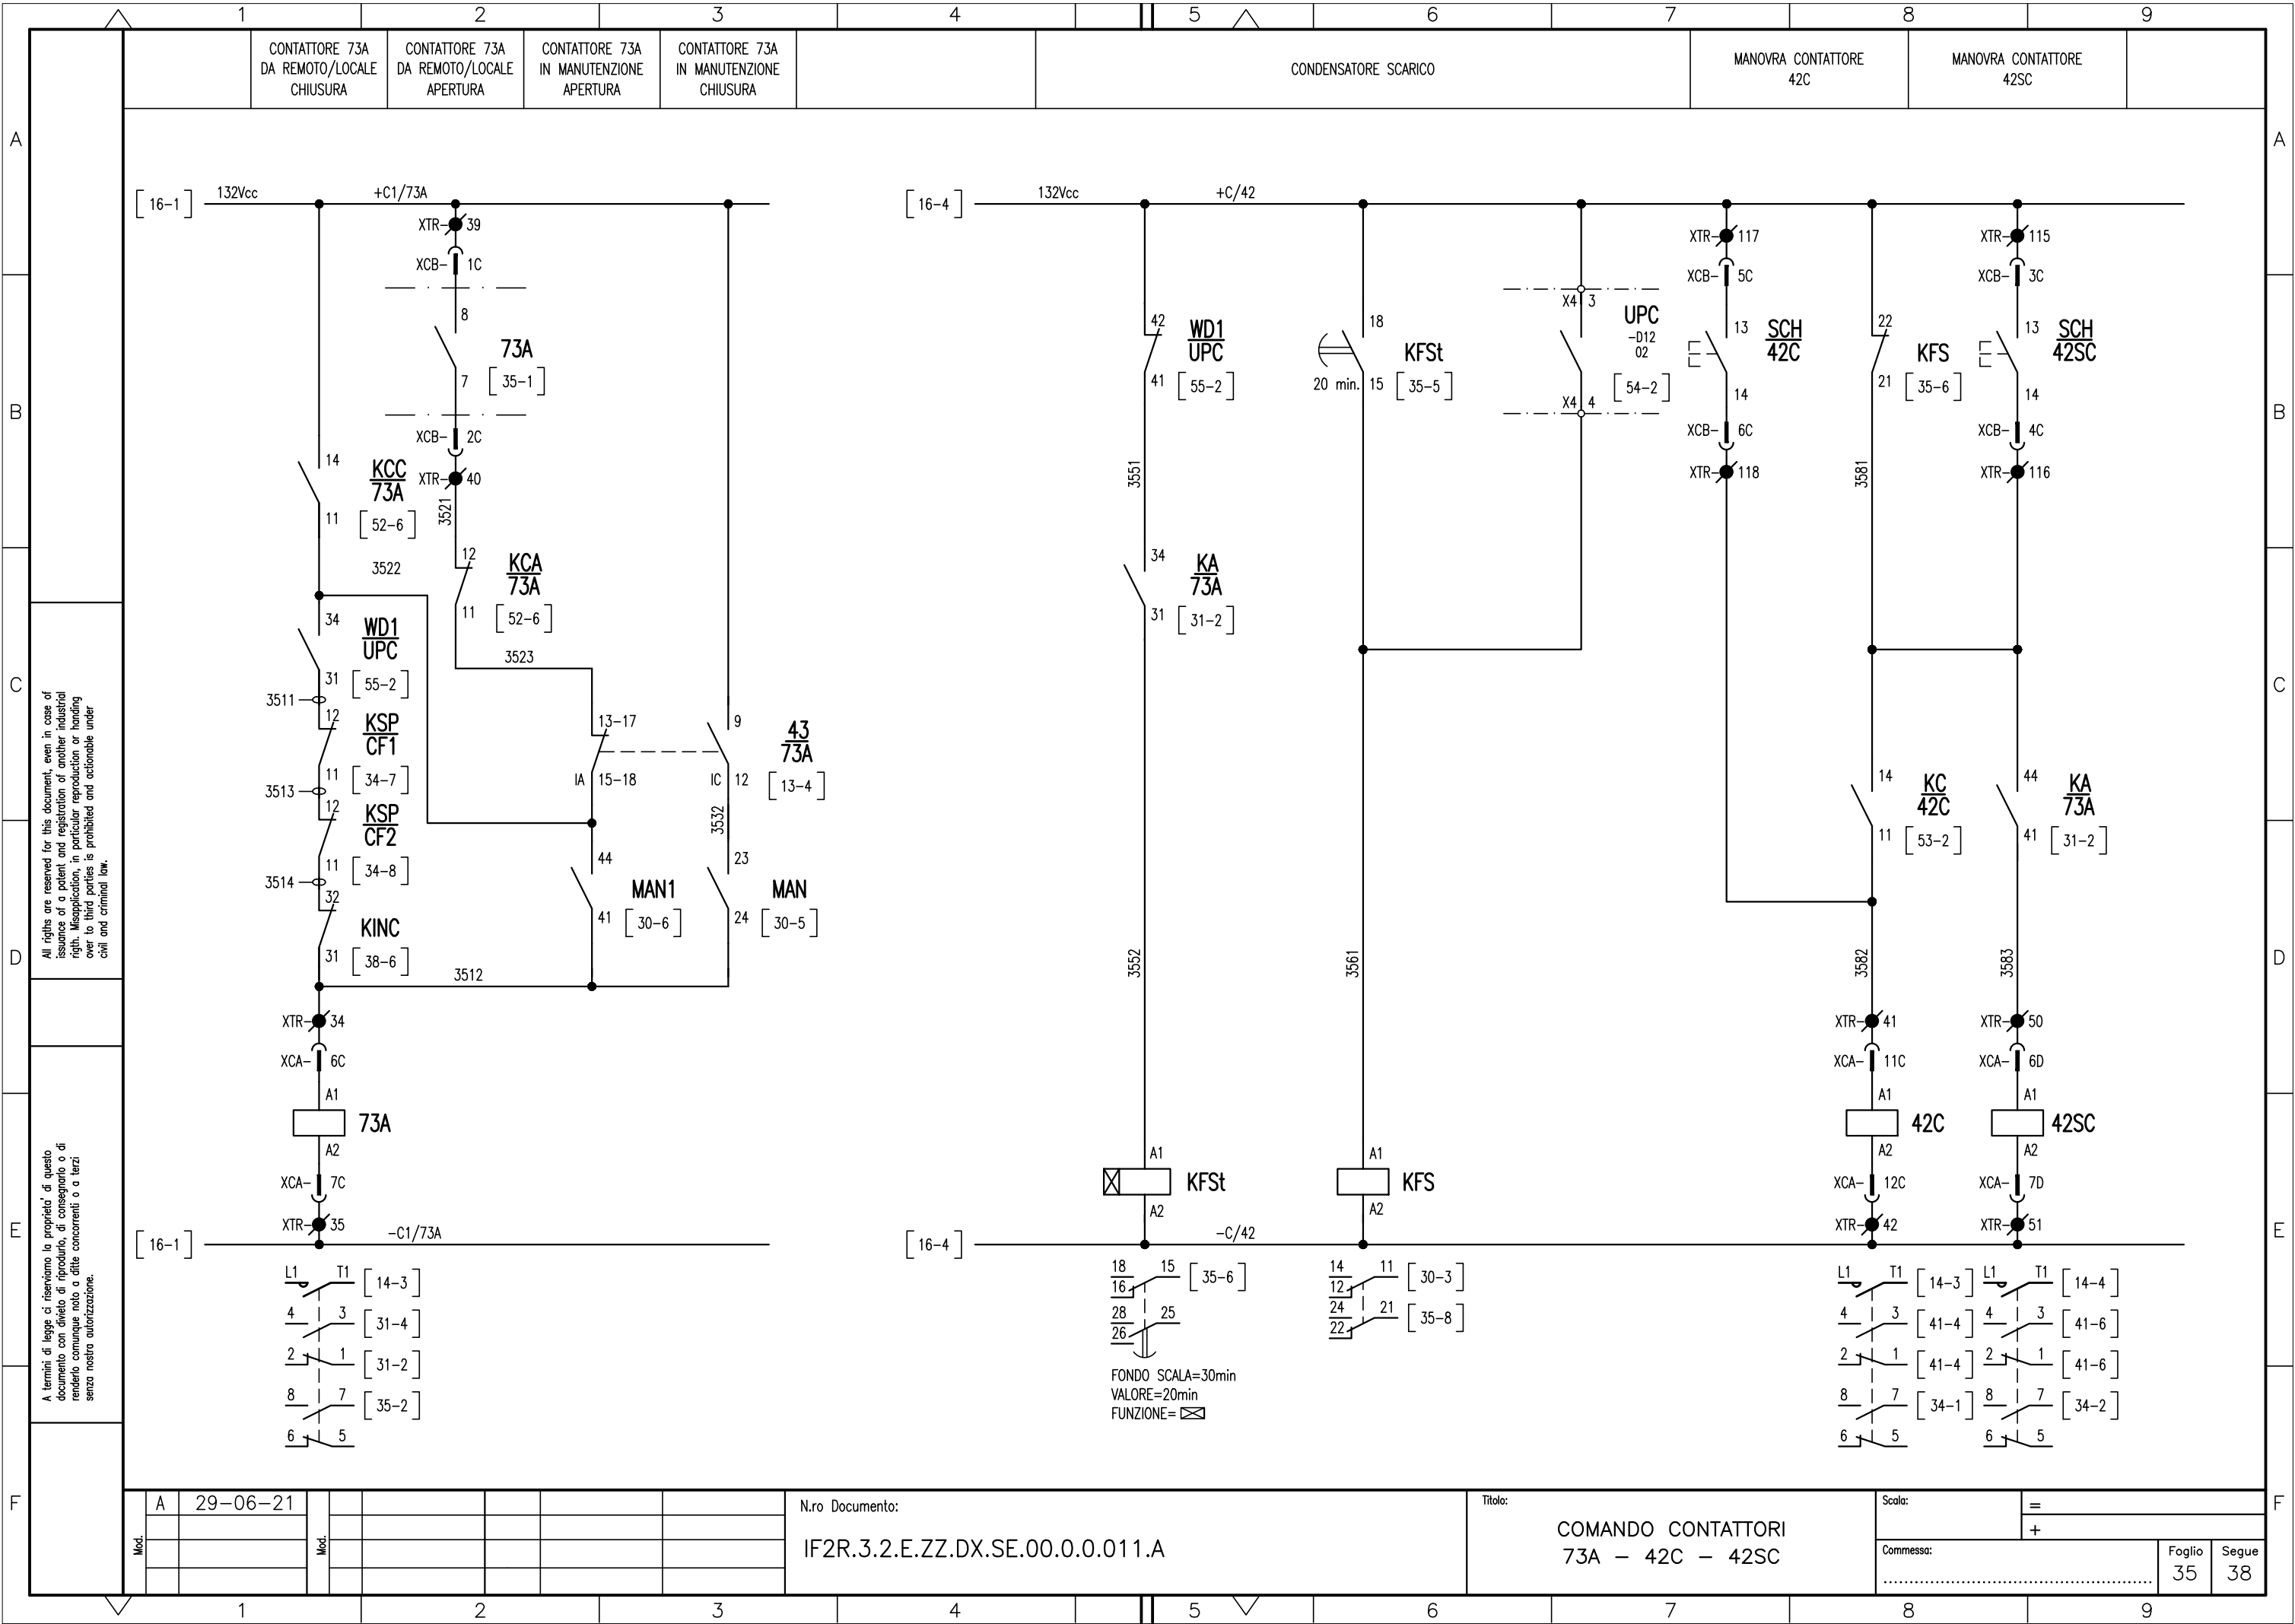 1 2 3 4 5 6 7 8 9
CONTATTORE 73A
DA REMOTO/LOCALE
CHIUSURA
CONTATTORE 73A
DA REMOTO/LOCALE
APERTURA
CONTATTORE 73A
IN MANUTENZIONE
APERTURA
CONTATTORE 73A
IN MANUTENZIONE
CHIUSURA
CONDENSATORE SCARICO
MANOVRA CONTATTORE
42C
MANOVRA CONTATTORE
42SC
A
A
B
B
C
C
D
D
E
E
F
F
16-1
132Vcc
+C1/73A
XTR- 39
XCB- 1C
8
73A
7
35-1
XCB- 2C
XTR- 40
3521
14
KCC
73A
11
52-6
3522
12
KCA
73A
11
52-6
3523
34
WD1
UPC
31
55-2
3511
12
KSP
CF1
11
34-7
3513
12
KSP
CF2
11
34-8
3514
32
KINC
31
38-6
13-17
IA 15-18
9
43
73A
IC 12
13-4
3532
44
MAN1
41
30-6
23
MAN
24
30-5
3512
XTR- 34
XCA- 6C
A1
73A
A2
XCA- 7C
XTR- 35
16-1
-C1/73A
L1 T1
14-3
4 3
31-4
2 1
31-2
8 7
35-2
6 5
16-4
132Vcc
+C/42
42
WD1
UPC
41
55-2
3551
34
KA
73A
31
31-2
3552
A1
KFSt
A2
18
KFSt
20 min. 15
35-5
X4 3
UPC
-D12
02
54-2
X4 4
3561
A1
KFS
A2
XTR- 117
XCB- 5C
13
SCH
42C
14
XCB- 6C
XTR- 118
22
KFS
21
35-6
3581
XTR- 115
XCB- 3C
13
SCH
42SC
14
XCB- 4C
XTR- 116
14
KC
42C
11
53-2
44
KA
73A
41
31-2
3582
3583
XTR- 41
XCA- 11C
A1
42C
A2
XCA- 12C
XTR- 42
XTR- 50
XCA- 6D
A1
42SC
A2
XCA- 7D
XTR- 51
16-4
-C/42
18 15
16
35-6
28 25
26
FONDO SCALA=30min
VALORE=20min
FUNZIONE=
14 11
12
30-3
24 21
22
35-8
L1 T1
14-3
4 3
41-4
2 1
41-4
8 7
34-1
6 5
L1 T1
14-4
4 3
41-6
2 1
41-6
8 7
34-2
6 5
All rigths are reserved for this document, even in case of
issuance of a patent and registration of another industrial
rigth. Misapplication, in particular reproduction or handing
over to third parties is prohibited and actionable under
civil and criminal law.
A termini di legge ci riserviamo la proprieta' di questo
documento con divieto di riprodurlo, di consegnarlo o di
renderlo comunque noto a ditte concorrenti o a terzi
senza nostra autorizzazione.
A 29-06-21
Mod.
Mod.
N.ro Documento:
IF2R.3.2.E.ZZ.DX.SE.00.0.0.011.A
Titolo:
COMANDO CONTATTORI
73A - 42C - 42SC
Scala:
=
+
Commessa:
Foglio
35
Segue
38
1 2 3 4 5 6 7 8 9